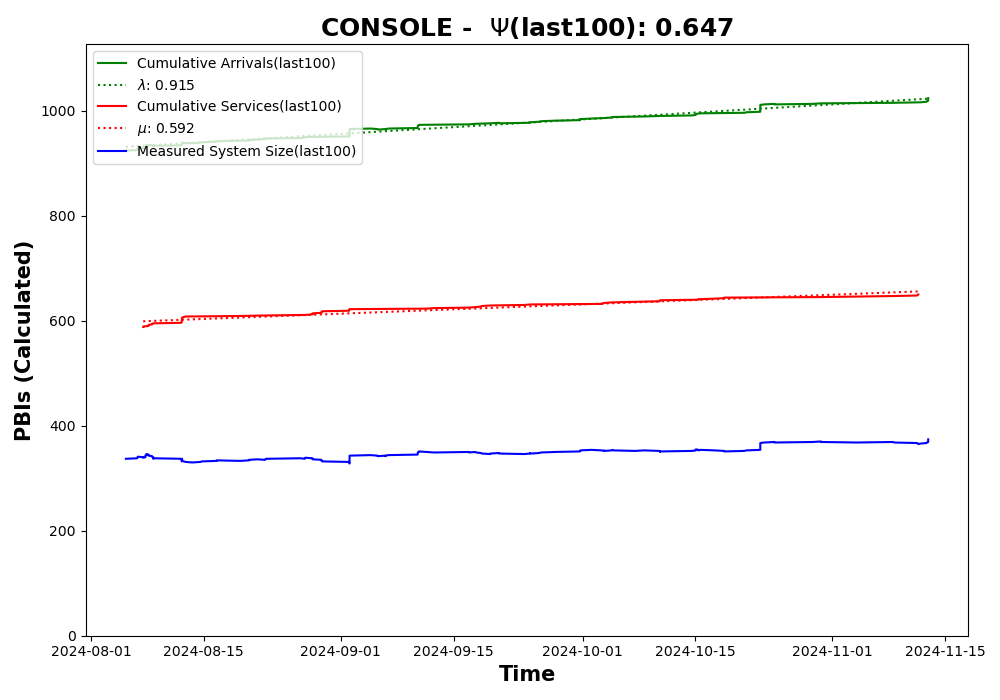 CONSOLE - Ψ(last100): 0.647
Cumulative Arrivals(last100)
λ: 0.915
Cumulative Services(last100)
μ: 0.592
Measured System Size(last100)
PBIs (Calculated)
1000
800
600
400
200
0
2024-08-01 2024-08-15 2024-09-01 2024-09-15 2024-10-01 2024-10-15 2024-11-01 2024-11-15
Time